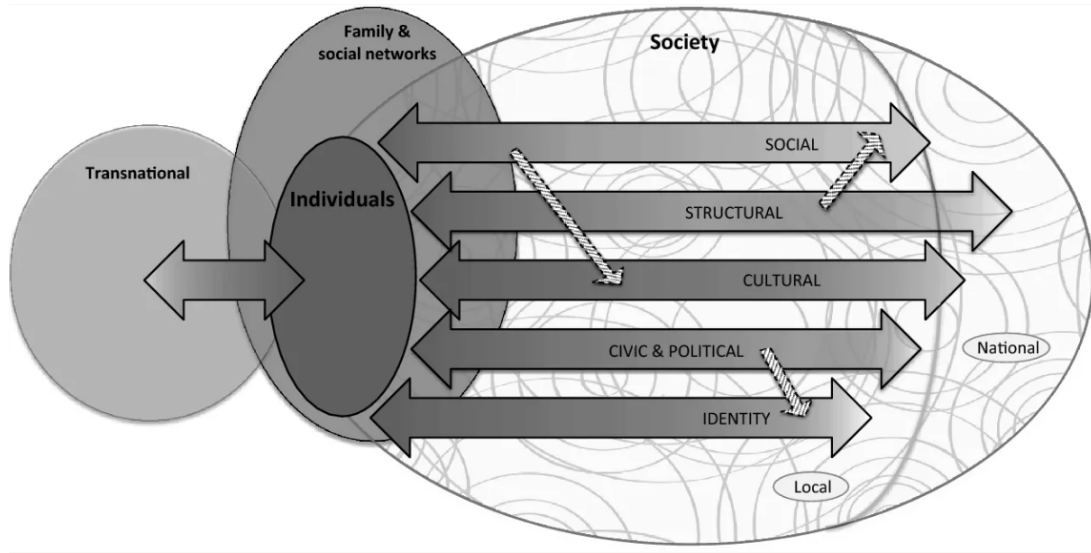 Family &
social networks
Society
Transnational
Individuals
SOCIAL
STRUCTURAL
CULTURAL
CIVIC & POLITICAL
National
IDENTITY
Local